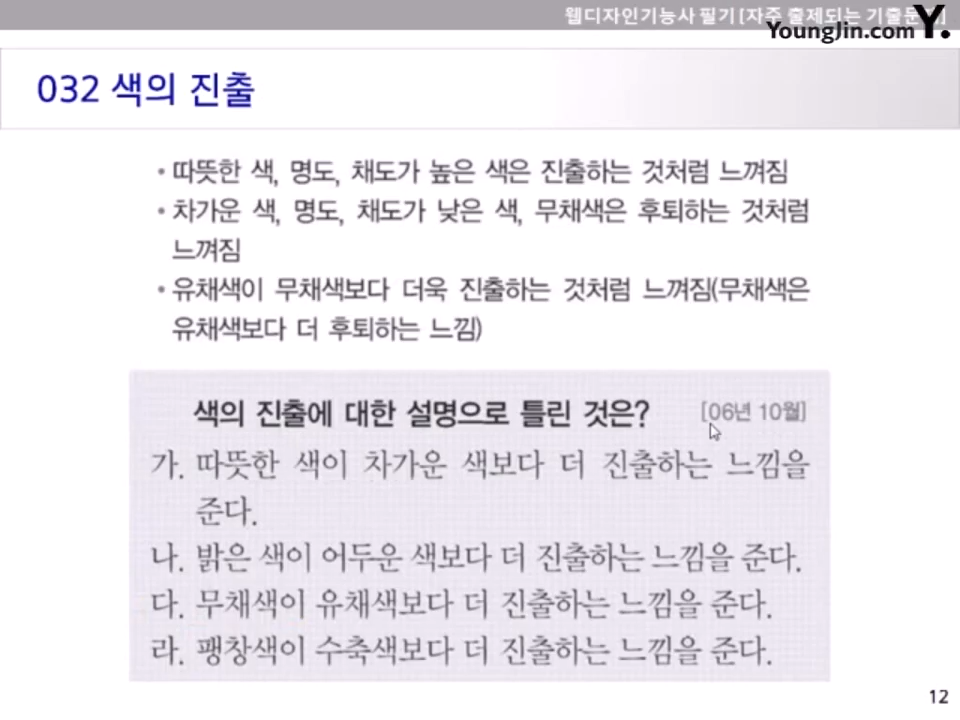 웹디자인기능사 필기 [자주 출제되는 기출문제]
YoungJin.com Y.
032 색의 진출
• 따뜻한 색, 명도, 채도가 높은 색은 진출하는 것처럼 느껴짐
• 차가운 색, 명도, 채도가 낮은 색, 무채색은 후퇴하는 것처럼
느껴짐
• 유채색이 무채색보다 더욱 진출하는 것처럼 느껴짐(무채색은
유채색보다 더 후퇴하는 느낌)
색의 진출에 대한 설명으로 틀린 것은? [06년 10월]
가. 따뜻한 색이 차가운 색보다 더 진출하는 느낌을
준다.
나. 밝은 색이 어두운 색보다 더 진출하는 느낌을 준다.
다. 무채색이 유채색보다 더 진출하는 느낌을 준다.
라. 팽창색이 수축색보다 더 진출하는 느낌을 준다.
12